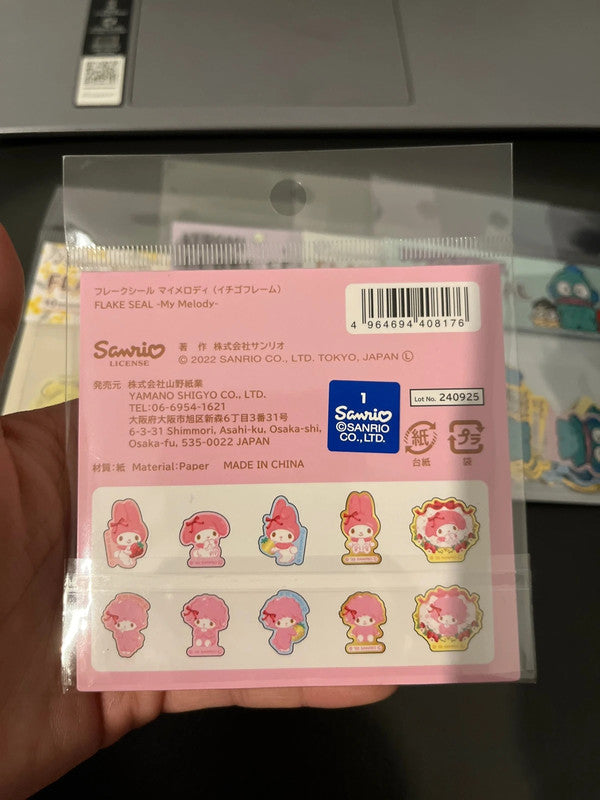 フレークシール マイメロディ (イチゴフレーム)
FLAKE SEAL -My Melody-
4 964694 408176
Sanrio
LICENSE
著 作 株式会社サンリオ
© 2022 SANRIO CO., LTD. TOKYO, JAPAN Ⓛ
発売元 株式会社山野紙業
YAMANO SHIGYO CO., LTD.
TEL:06-6954-1621
大阪府大阪市旭区新森6丁目3番31号
6-3-31 Shimmori, Asahi-ku, Osaka-shi,
Osaka-fu, 535-0022 JAPAN
1
Sanrio
©SANRIO
CO.,LTD.
Lot No. 240925
紙
台紙
プラ
袋
材質:紙 Material:Paper MADE IN CHINA